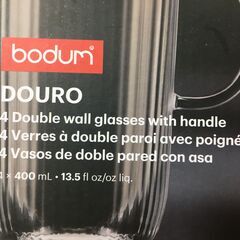 bodum®
DOURO
4 Double wall glasses with handle
4 Verres à double paroi avec poigné
4 Vasos de doble pared con asa
4 × 400 mL • 13.5 fl oz/oz liq.